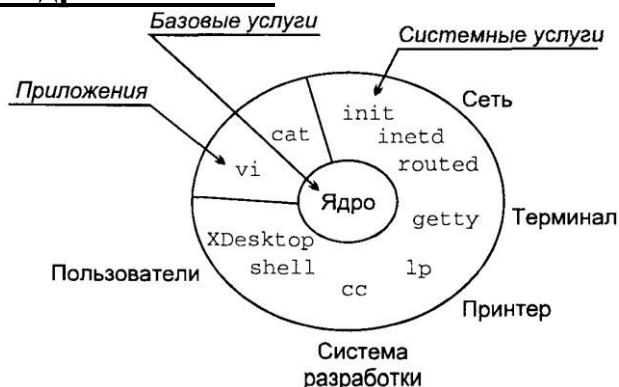 Базовые услуги
Системные услуги
Приложения
Сеть
init
inetd
cat
routed
vi
Ядро
getty
Терминал
XDesktop
shell
Пользователи
lp
cc
Принтер
Система
разработки